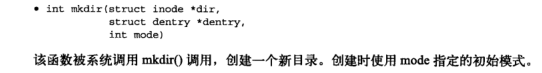 • int mkdir(struct inode *dir,
struct dentry *dentry,
int mode)
该函数被系统调用 mkdir() 调用，创建一个新目录。创建时使用 mode 指定的初始模式。